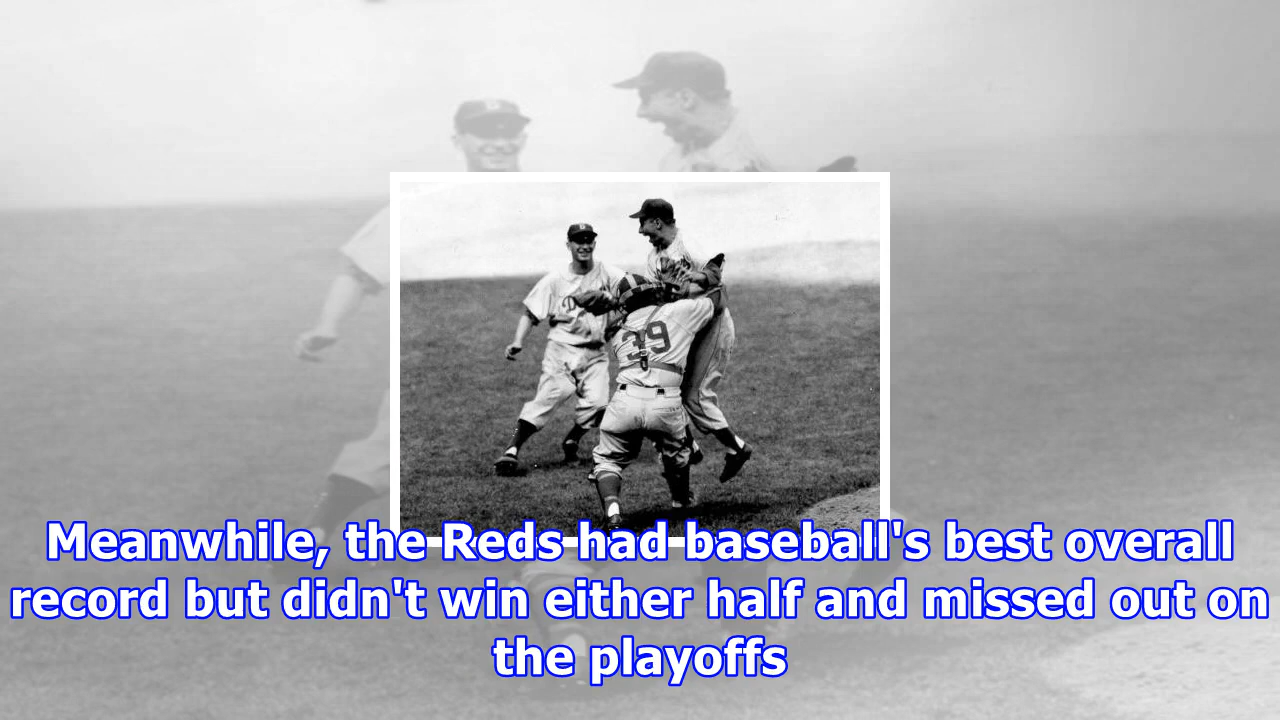 39
Meanwhile, the Reds had baseball's best overall
record but didn't win either half and missed out on
the playoffs